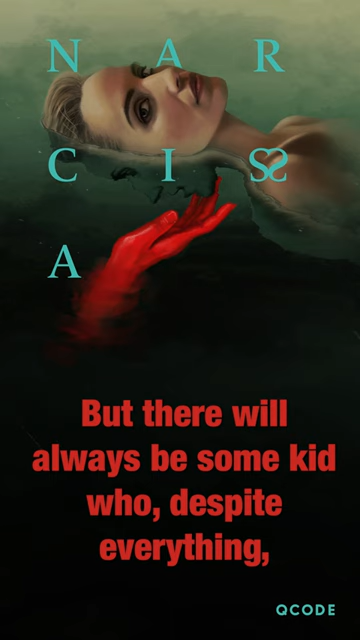 N A R
C I S S
A
But there will
always be some kid
who, despite
everything,
QCODE